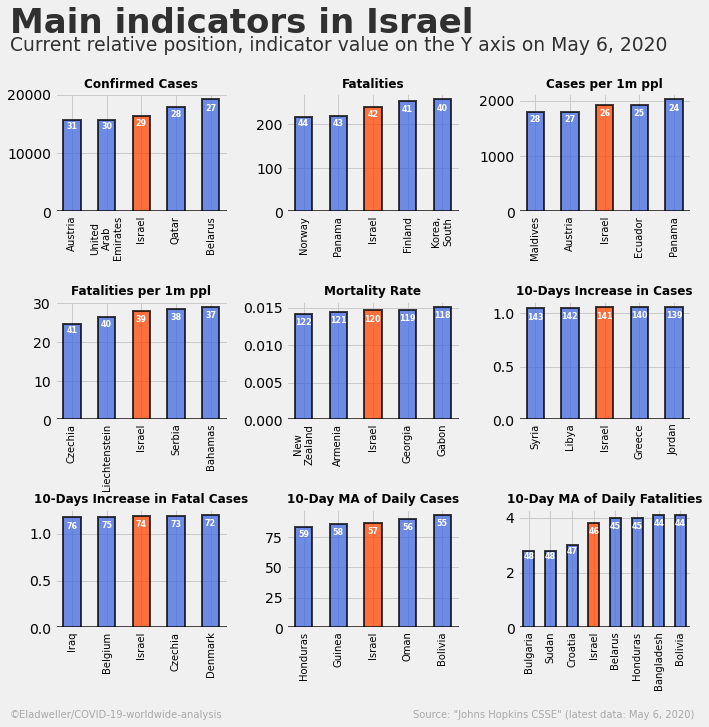 Main indicators in Israel
Current relative position, indicator value on the Y axis on May 6, 2020
Confirmed Cases
20000
10000
0
31
30
29
28
27
Austria
United
Arab
Emirates
Israel
Qatar
Belarus
Fatalities
200
100
0
44
43
42
41
40
Norway
Panama
Israel
Finland
Korea,
South
Cases per 1m ppl
2000
1000
0
28
27
26
25
24
Maldives
Austria
Israel
Ecuador
Panama
Fatalities per 1m ppl
30
20
10
0
41
40
39
38
37
Czechia
Liechtenstein
Israel
Serbia
Bahamas
Mortality Rate
0.015
0.010
0.005
0.000
122
121
120
119
118
New
Zealand
Armenia
Israel
Georgia
Gabon
10-Days Increase in Cases
1.0
0.5
0.0
143
142
141
140
139
Syria
Libya
Israel
Greece
Jordan
10-Days Increase in Fatal Cases
1.0
0.5
0.0
76
75
74
73
72
Iraq
Belgium
Israel
Czechia
Denmark
10-Day MA of Daily Cases
75
50
25
0
59
58
57
56
55
Honduras
Guinea
Israel
Oman
Bolivia
10-Day MA of Daily Fatalities
4
2
0
48
48
47
46
45
45
44
44
Bulgaria
Sudan
Croatia
Israel
Belarus
Honduras
Bangladesh
Bolivia
©Eladweller/COVID-19-worldwide-analysis
Source: "Johns Hopkins CSSE" (latest data: May 6, 2020)